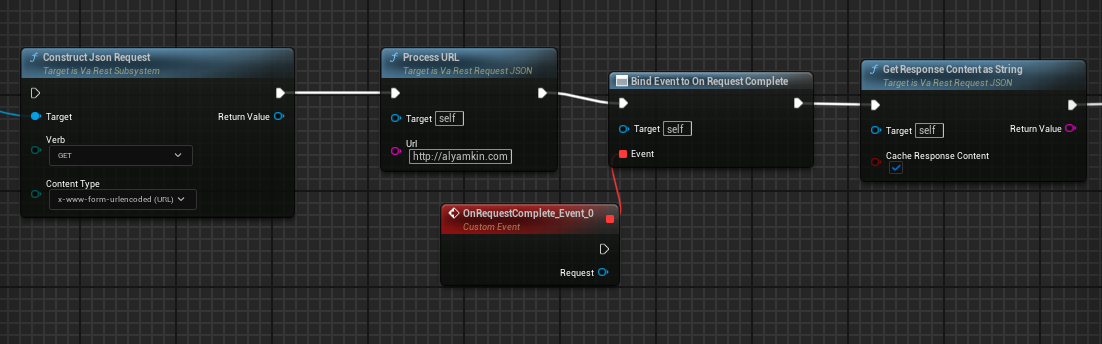 Construct Json Request
Target is Va Rest Subsystem
Target
Return Value
Verb
GET
Content Type
x-www-form-urlencoded (URL)
Process URL
Target is Va Rest Request JSON
Target
self
Url
http://alyamkin.com
Bind Event to On Request Complete
Target
self
Event
OnRequestComplete_Event_0
Custom Event
Request
Get Response Content as String
Target is Va Rest Request JSON
Target
self
Return Value
Cache Response Content